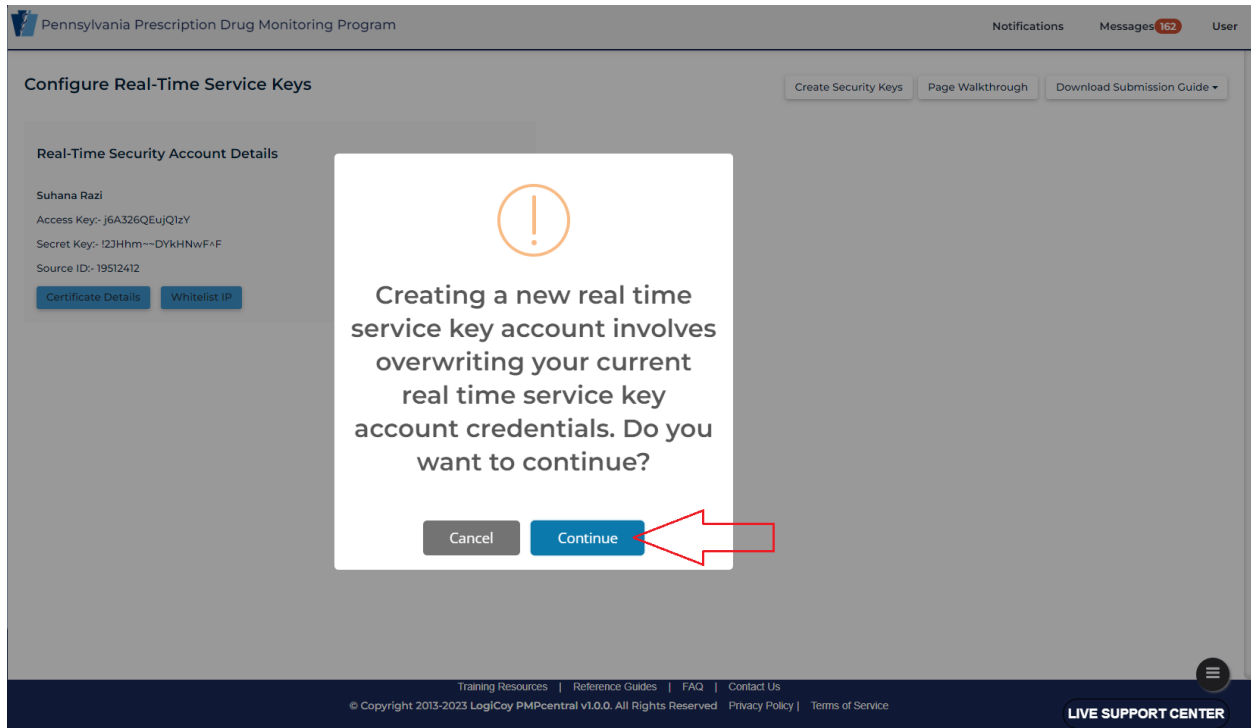 Pennsylvania Prescription Drug Monitoring Program
Notifications Messages 162 User
Configure Real-Time Service Keys
Create Security Keys Page Walkthrough Download Submission Guide
Real-Time Security Account Details
Suhana Razi
Access Key:- j6A326QEujQ1zY
Secret Key:- !2JHhm~~DYkHNwF^F
Source ID:- 19512412
Certificate Details Whitelist IP
Creating a new real time
service key account involves
overwriting your current
real time service key
account credentials. Do you
want to continue?
Cancel Continue
Training Resources | Reference Guides | FAQ | Contact Us
© Copyright 2013-2023 LogiCoy PMPcentral v1.0.0. All Rights Reserved Privacy Policy | Terms of Service
LIVE SUPPORT CENTER